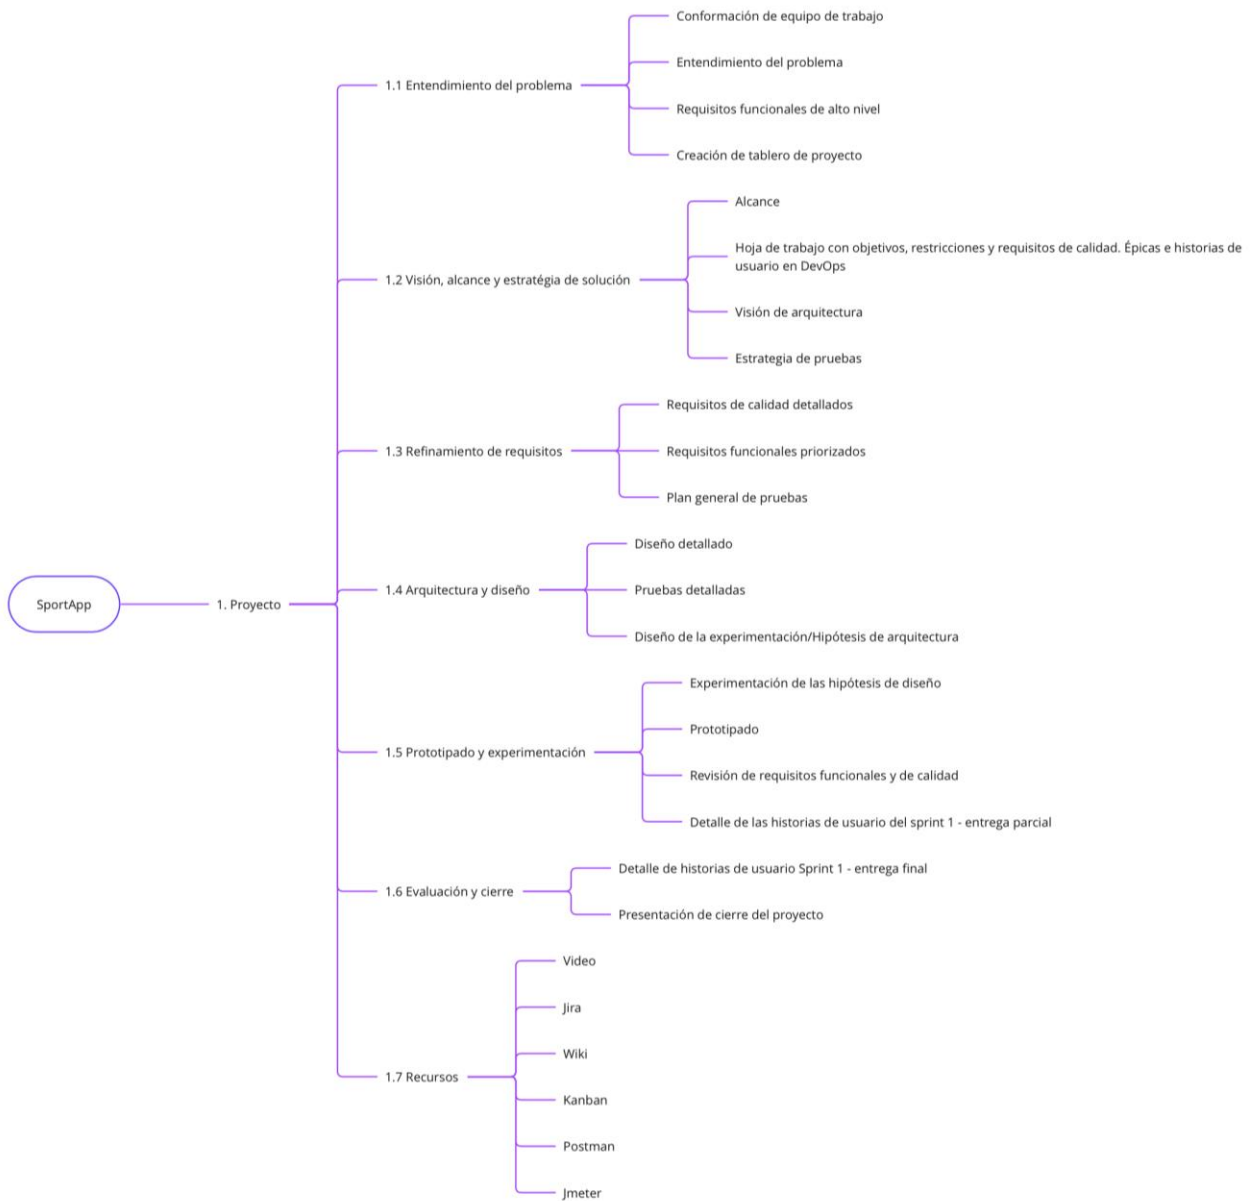 SportApp
1. Proyecto
1.1 Entendimiento del problema
Conformación de equipo de trabajo
Entendimiento del problema
Requisitos funcionales de alto nivel
Creación de tablero de proyecto
1.2 Visión, alcance y estratégia de solución
Alcance
Hoja de trabajo con objetivos, restricciones y requisitos de calidad. Épicas e historias de
usuario en DevOps
Visión de arquitectura
Estrategia de pruebas
1.3 Refinamiento de requisitos
Requisitos de calidad detallados
Requisitos funcionales priorizados
Plan general de pruebas
1.4 Arquitectura y diseño
Diseño detallado
Pruebas detalladas
Diseño de la experimentación/Hipótesis de arquitectura
1.5 Prototipado y experimentación
Experimentación de las hipótesis de diseño
Prototipado
Revisión de requisitos funcionales y de calidad
Detalle de las historias de usuario del sprint 1 - entrega parcial
1.6 Evaluación y cierre
Detalle de historias de usuario Sprint 1 - entrega final
Presentación de cierre del proyecto
1.7 Recursos
Video
Jira
Wiki
Kanban
Postman
Jmeter